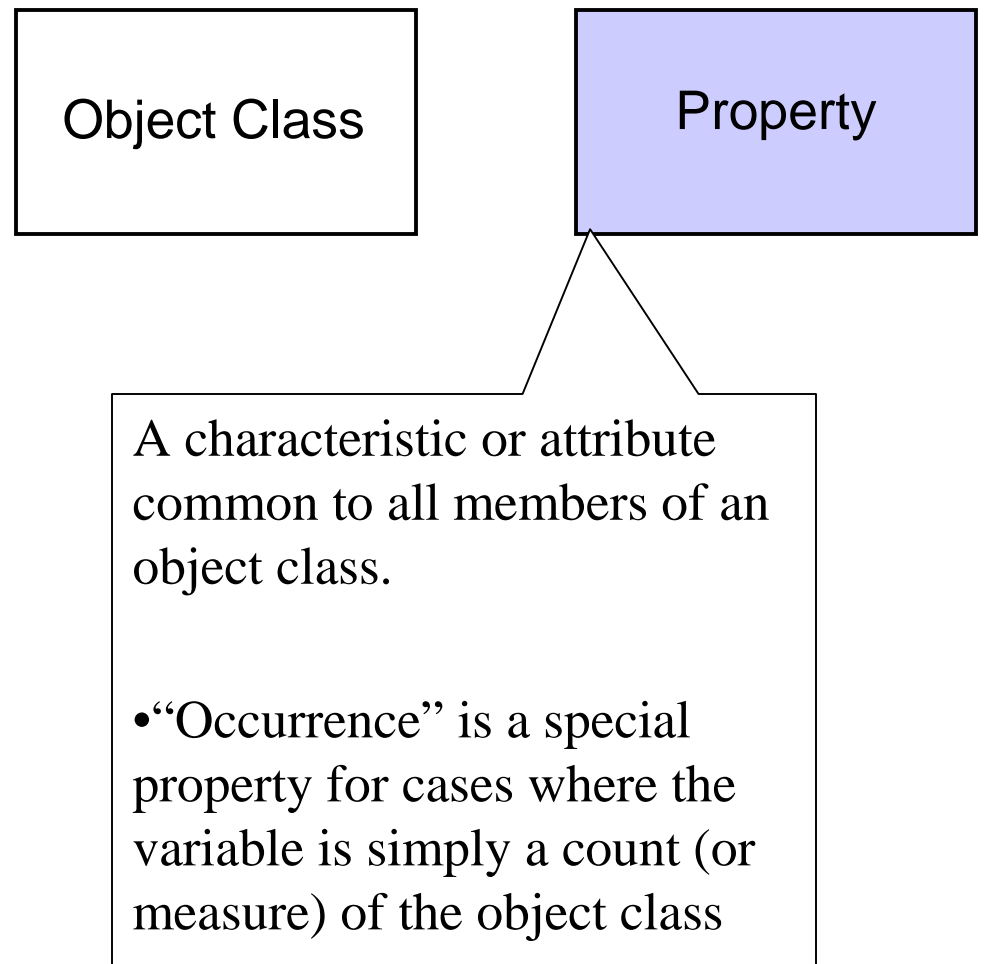 Object Class
Property
A characteristic or attribute
common to all members of an
object class.
•“Occurrence” is a special
property for cases where the
variable is simply a count (or
measure) of the object class